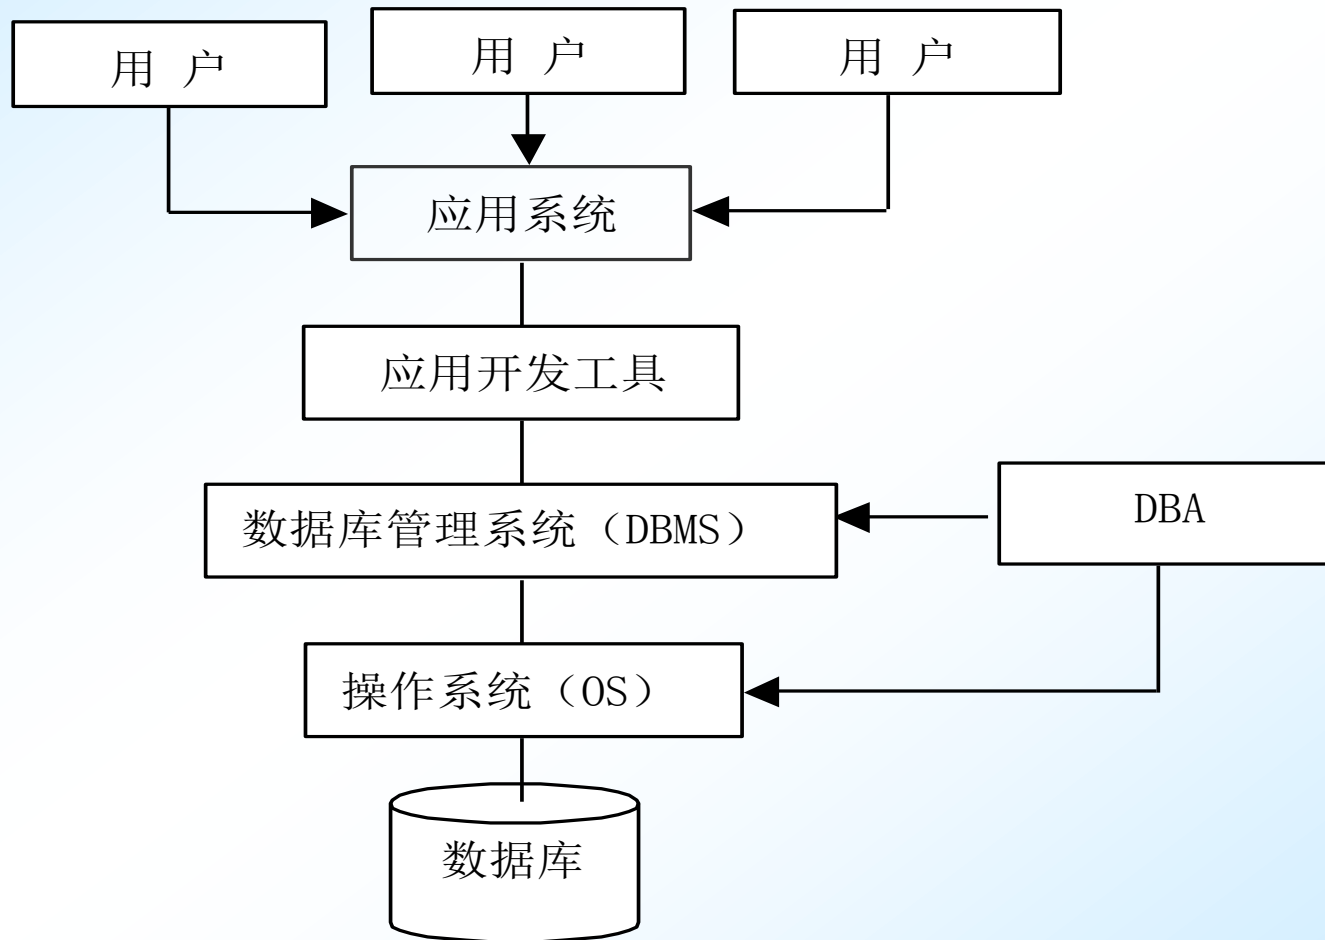 用 户
用 户
用 户
应用系统
应用开发工具
数据库管理系统（DBMS）
DBA
操作系统（OS）
数据库